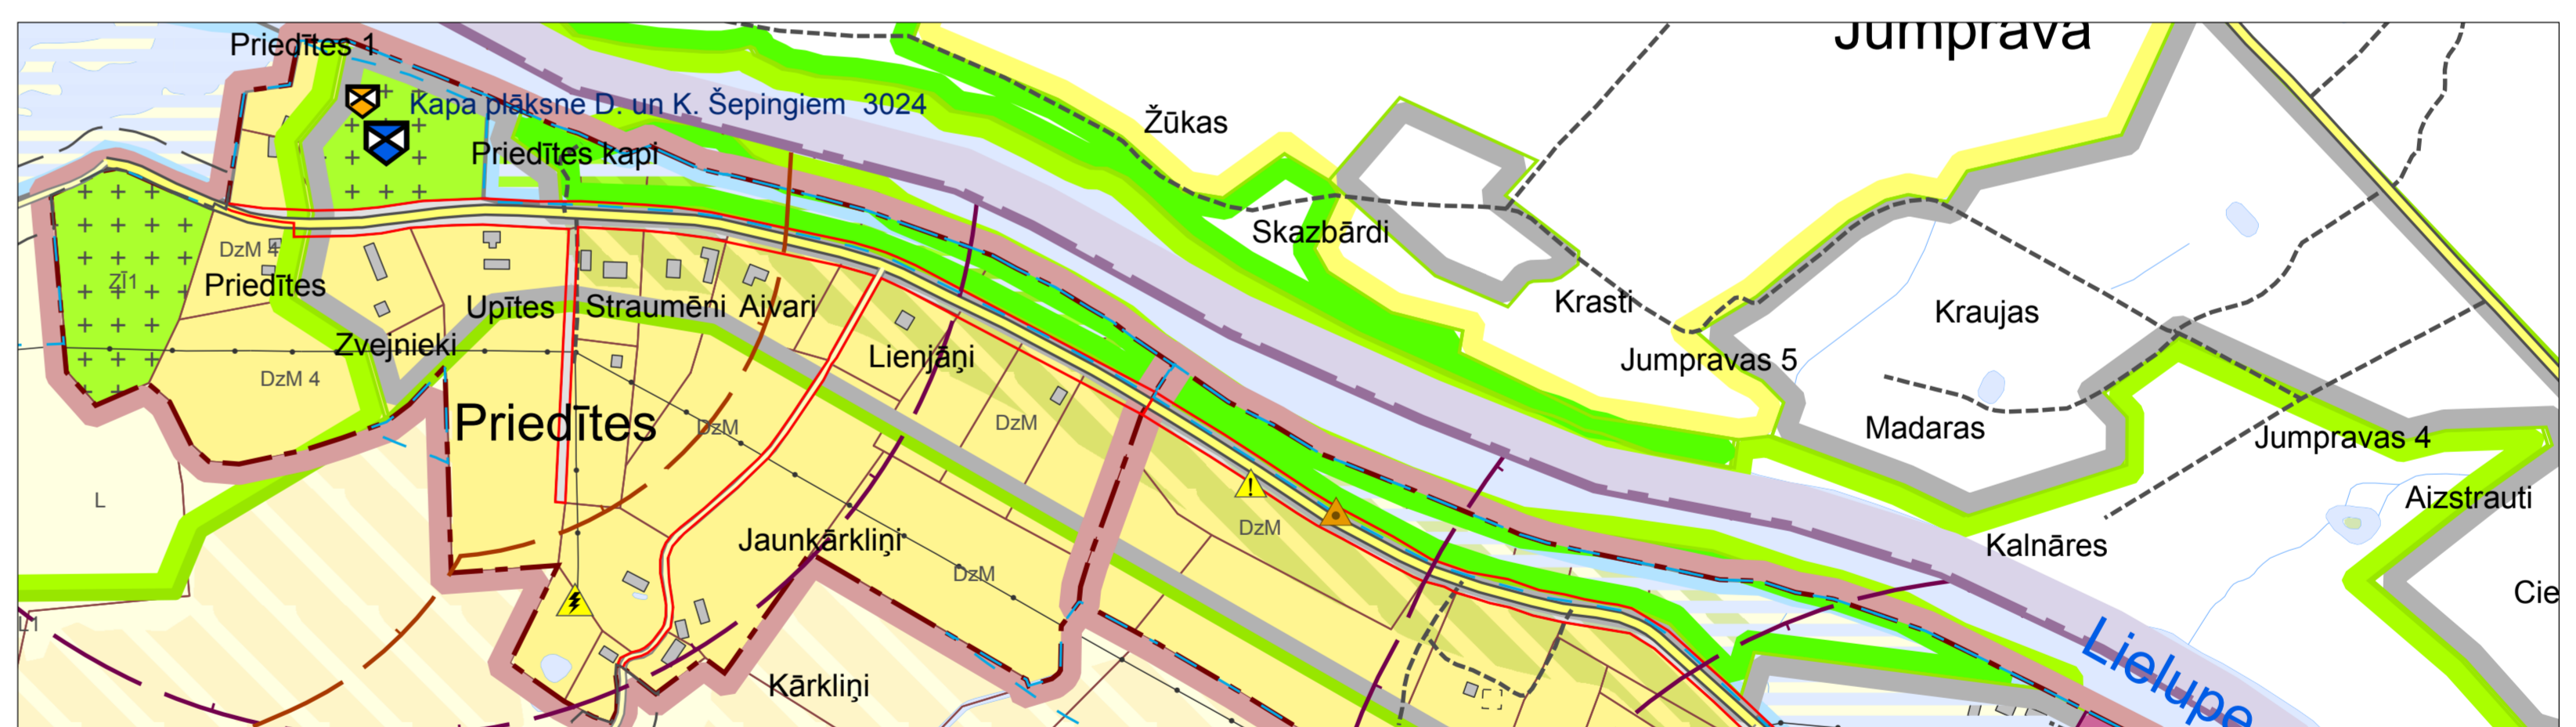 Jumprava
Priedītes 1
Kapa plāksne D. un K. Šepingiem 3024
Žūkas
Priedītes kapi
Skazbārdi
DzM 4
ZĪ1
Priedītes
Upītes
Straumēni
Aivari
Krasti
Kraujas
Zvejnieki
Lienjāņi
Jumpravas 5
DzM 4
Priedītes
DzM
DzM
Madaras
Jumpravas 4
L
Aizstrauti
DzM
Jaunkārkliņi
Kalnāres
DzM
Cie
L1
Kārkliņi
Lielupe